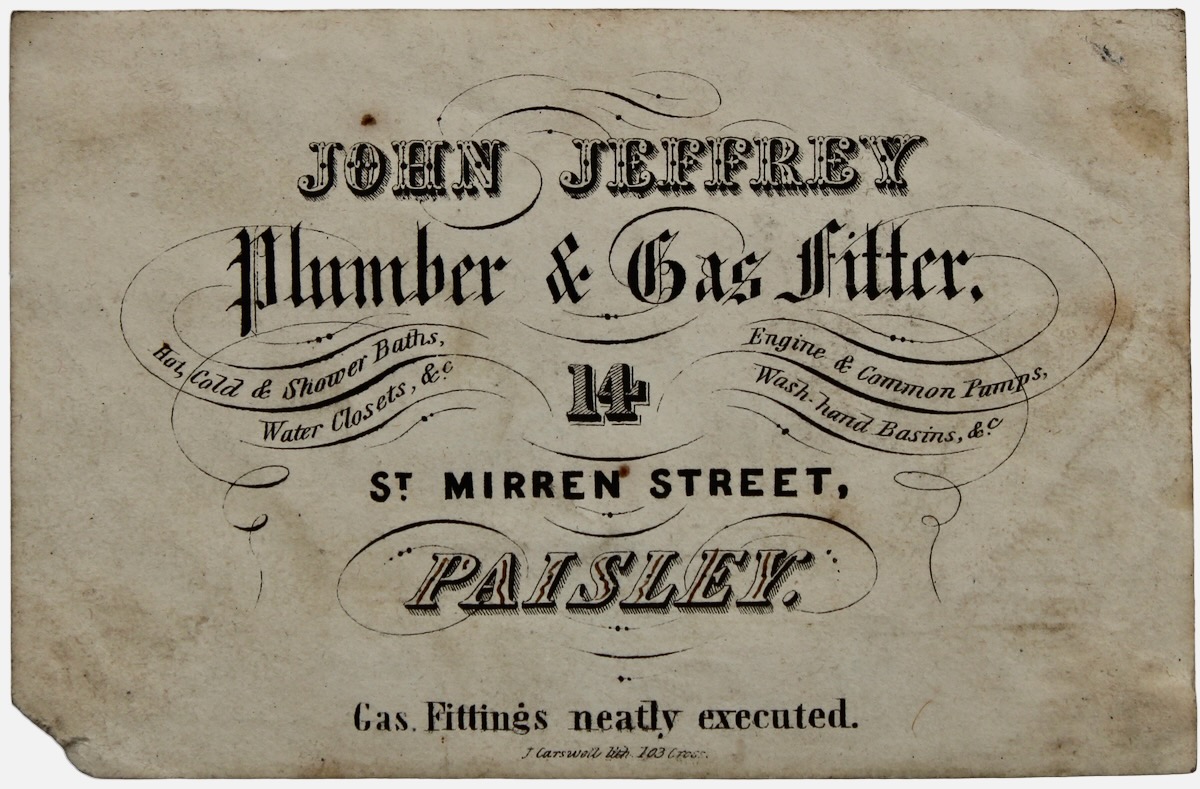 JOHN JEFFREY
Plumber & Gas Fitter.
Hot, Cold & Shower Baths,
Water Closets, &c
Engine & Common Pumps,
Wash-hand Basins, &c
14
ST MIRREN STREET,
PAISLEY.
Gas Fittings neatly executed.
J Carswell lith. 103 Cross.